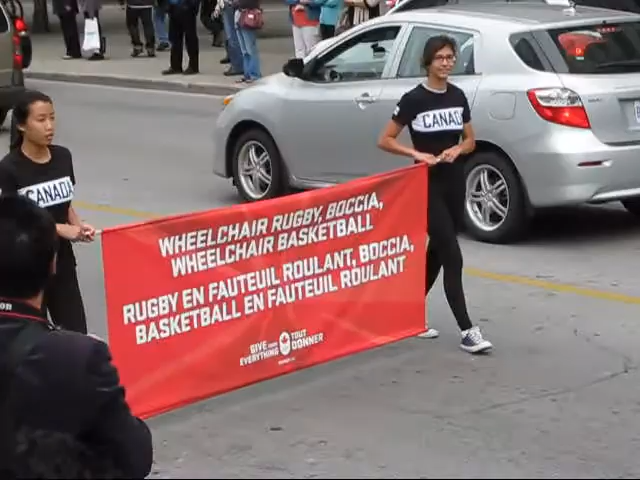 CANADA
CANAD
WHEELCHAIR RUGBY, BOCCIA,
WHEELCHAIR BASKETBALL
RUGBY EN FAUTEUIL ROULANT, BOCCIA,
BASKETBALL EN FAUTEUIL ROULANT
GIVE TOUT
EVERYTHING DONNER